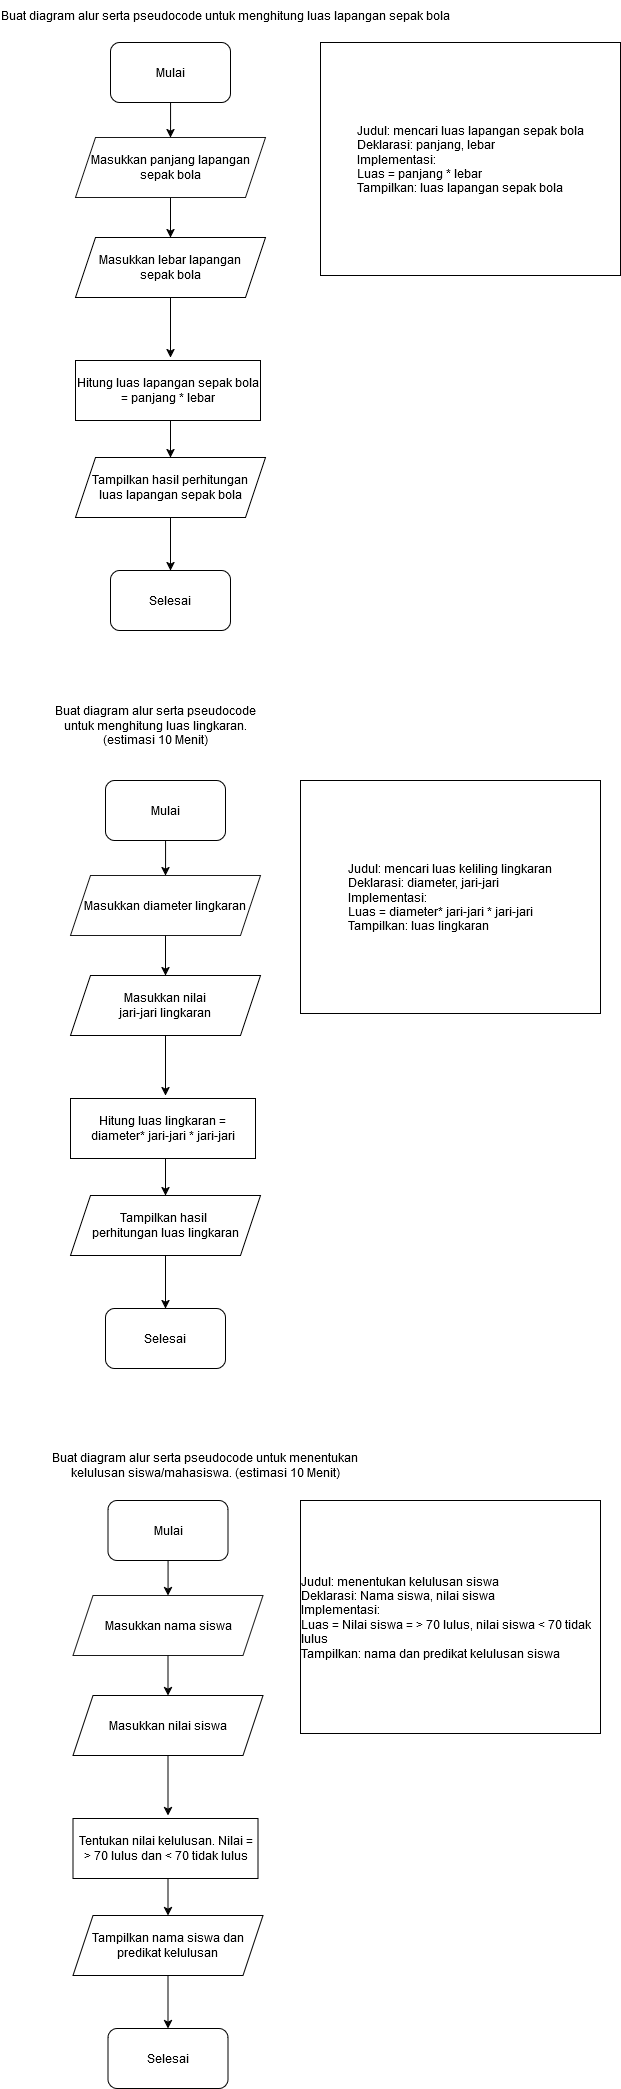 Buat diagram alur serta pseudocode untuk menghitung luas lapangan sepak bola
Mulai
Masukkan panjang lapangan
sepak bola
Masukkan lebar lapangan
sepak bola
Hitung luas lapangan sepak bola
= panjang * lebar
Tampilkan hasil perhitungan
luas lapangan sepak bola
Selesai
Judul: mencari luas lapangan sepak bola
Deklarasi: panjang, lebar
Implementasi:
Luas = panjang * lebar
Tampilkan: luas lapangan sepak bola
Buat diagram alur serta pseudocode
untuk menghitung luas lingkaran.
(estimasi 10 Menit)
Mulai
Masukkan diameter lingkaran
Masukkan nilai
jari-jari lingkaran
Hitung luas lingkaran =
diameter* jari-jari * jari-jari
Tampilkan hasil
perhitungan luas lingkaran
Selesai
Judul: mencari luas keliling lingkaran
Deklarasi: diameter, jari-jari
Implementasi:
Luas = diameter* jari-jari * jari-jari
Tampilkan: luas lingkaran
Buat diagram alur serta pseudocode untuk menentukan
kelulusan siswa/mahasiswa. (estimasi 10 Menit)
Mulai
Masukkan nama siswa
Masukkan nilai siswa
Tentukan nilai kelulusan. Nilai =
> 70 lulus dan < 70 tidak lulus
Tampilkan nama siswa dan
predikat kelulusan
Selesai
Judul: menentukan kelulusan siswa
Deklarasi: Nama siswa, nilai siswa
Implementasi:
Luas = Nilai siswa = > 70 lulus, nilai siswa < 70 tidak
lulus
Tampilkan: nama dan predikat kelulusan siswa